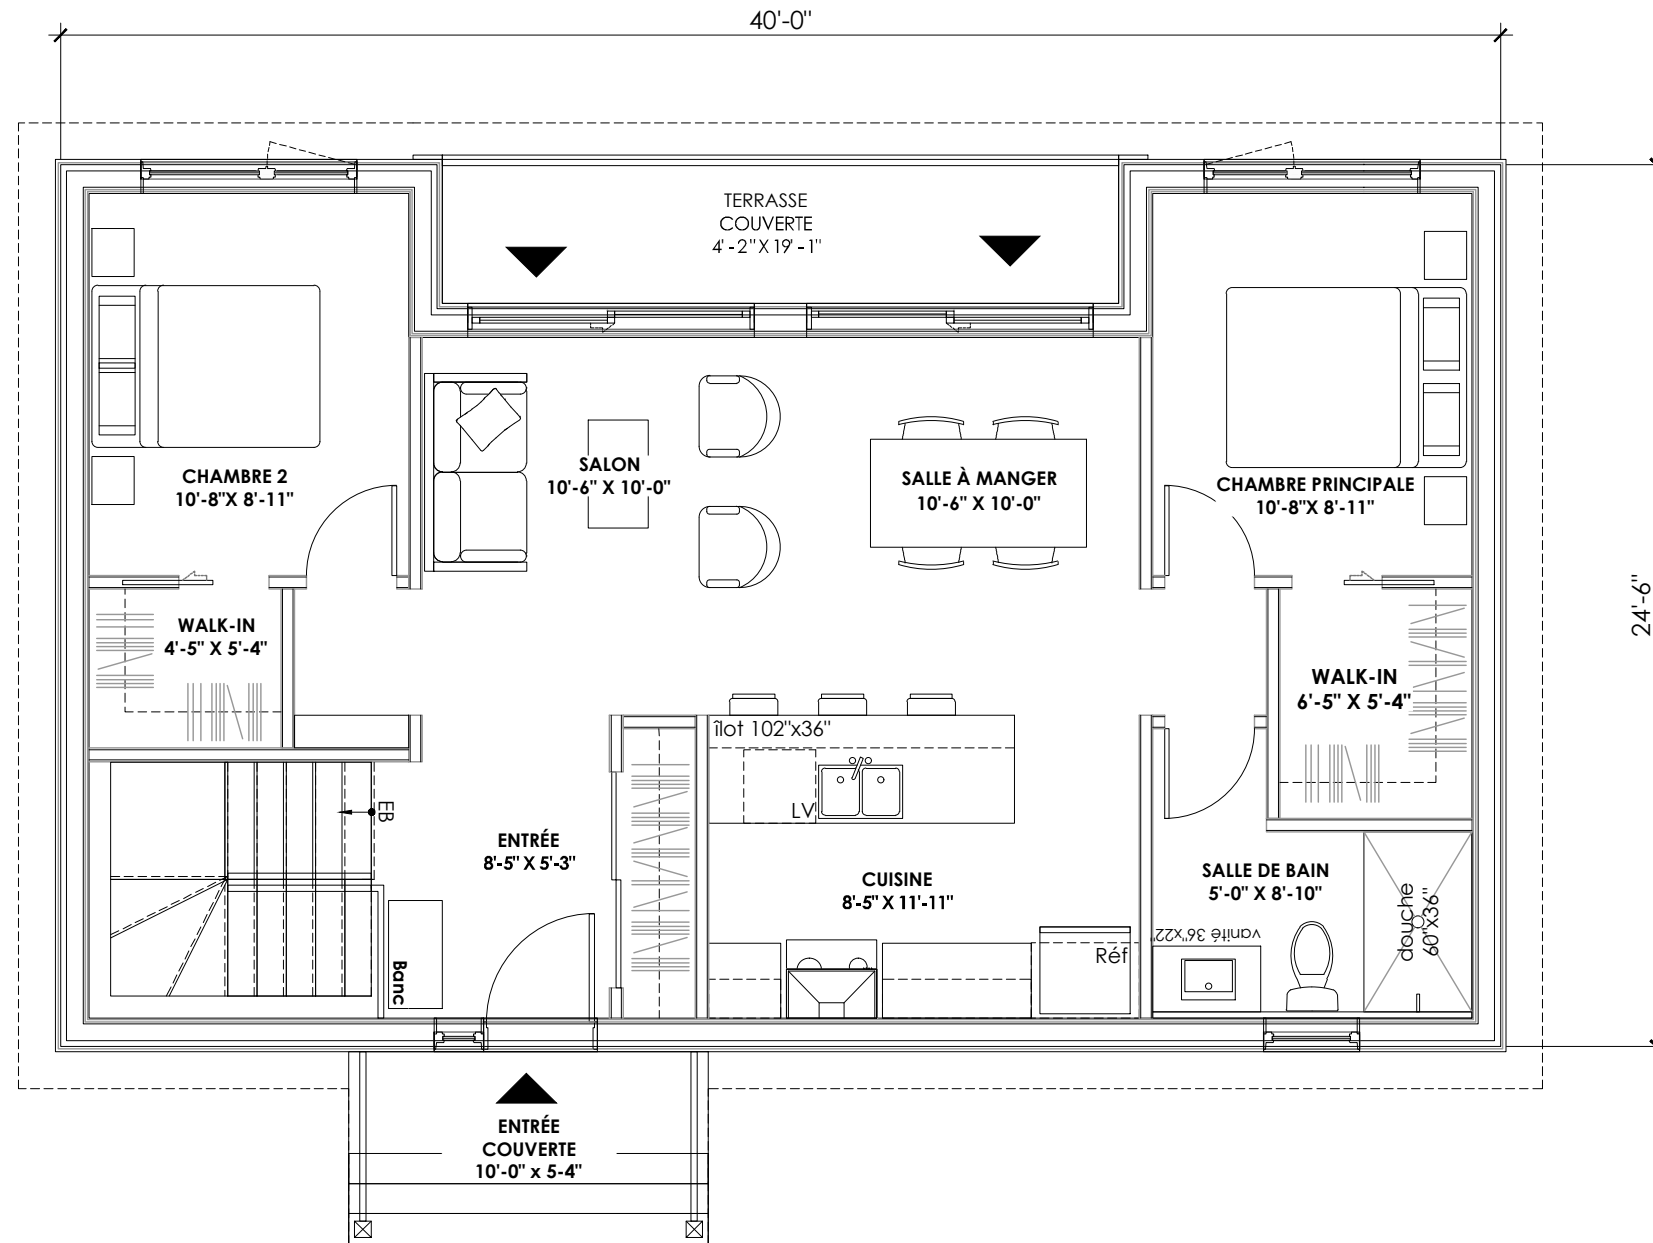 40'-0"
TERRASSE
COUVERTE
4'-2" X 19'-1"
CHAMBRE 2
10'-8"X 8'-11"
SALON
10'-6" X 10'-0"
SALLE À MANGER
10'-6" X 10'-0"
CHAMBRE PRINCIPALE
10'-8"X 8'-11"
24'-6"
WALK-IN
4'-5" X 5'-4"
WALK-IN
6'-5" X 5'-4"
îlot 102"x36"
LV
EB
ENTRÉE
8'-5" X 5'-3"
CUISINE
8'-5" X 11'-11"
SALLE DE BAIN
5'-0" X 8'-10"
douche
60"x36"
vanité 36"x22"
Réf
Banc
ENTRÉE
COUVERTE
10'-0" x 5-4"